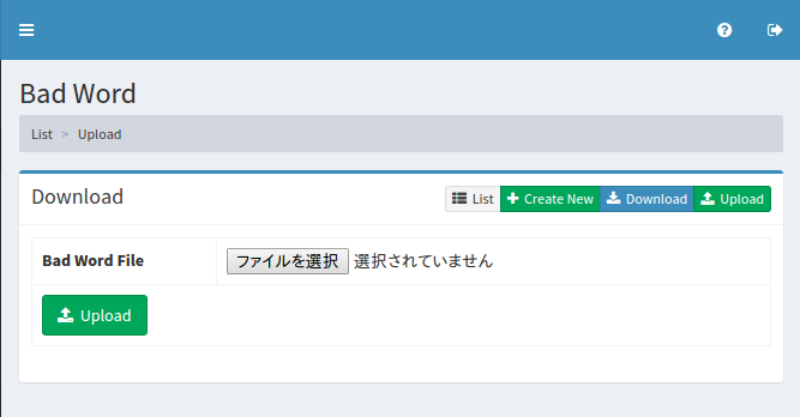 Bad Word
List > Upload
Download
List Create New Download Upload
Bad Word File ファイルを選択 選択されていません
Upload